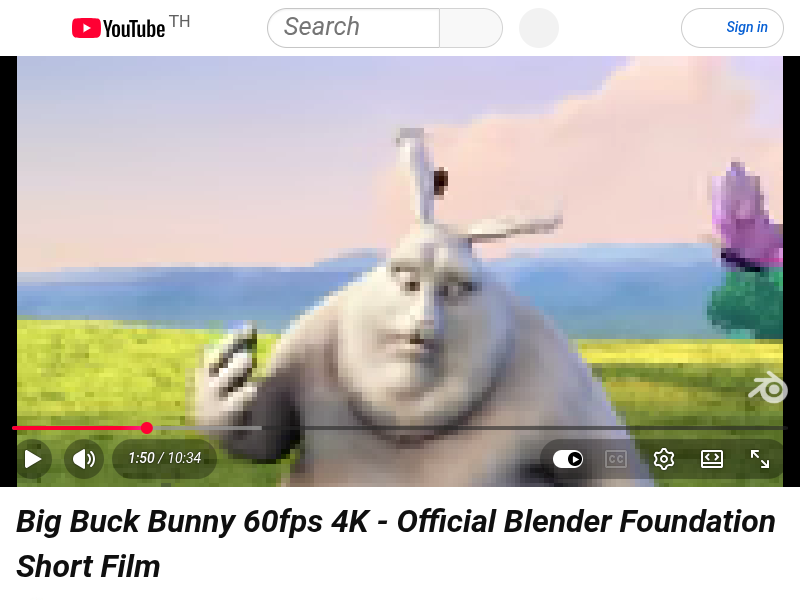 YouTube TH
Search
Sign in
1:50 / 10:34
CC
Big Buck Bunny 60fps 4K - Official Blender Foundation
Short Film